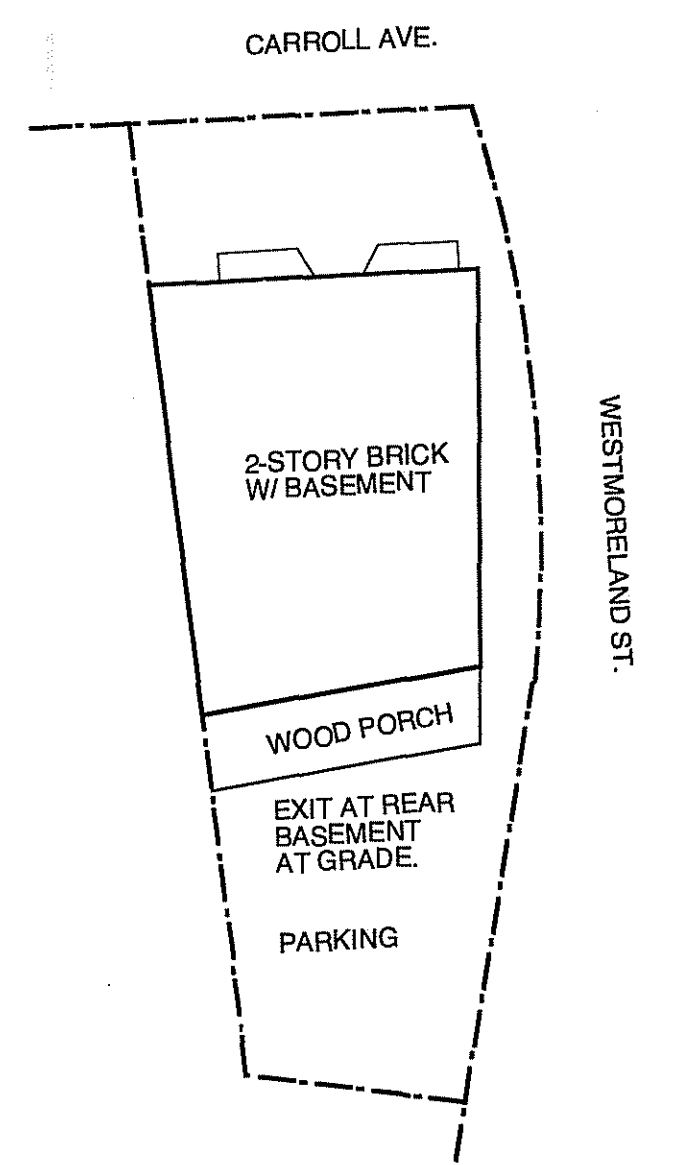 CARROLL AVE.
2-STORY BRICK
W/ BASEMENT
WESTMORELAND ST.
WOOD PORCH
EXIT AT REAR
BASEMENT
AT GRADE.
PARKING